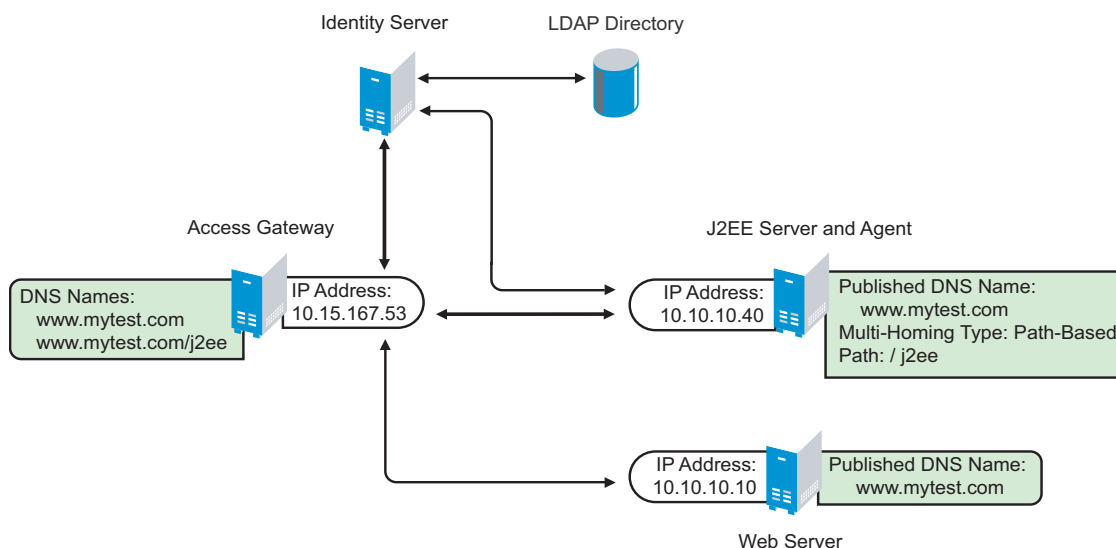 Identity Server
LDAP Directory
Access Gateway
DNS Names:
www.mytest.com
www.mytest.com/j2ee
IP Address:
10.15.167.53
J2EE Server and Agent
IP Address:
10.10.10.40
Published DNS Name:
www.mytest.com
Multi-Homing Type: Path-Based
Path: / j2ee
IP Address:
10.10.10.10
Published DNS Name:
www.mytest.com
Web Server